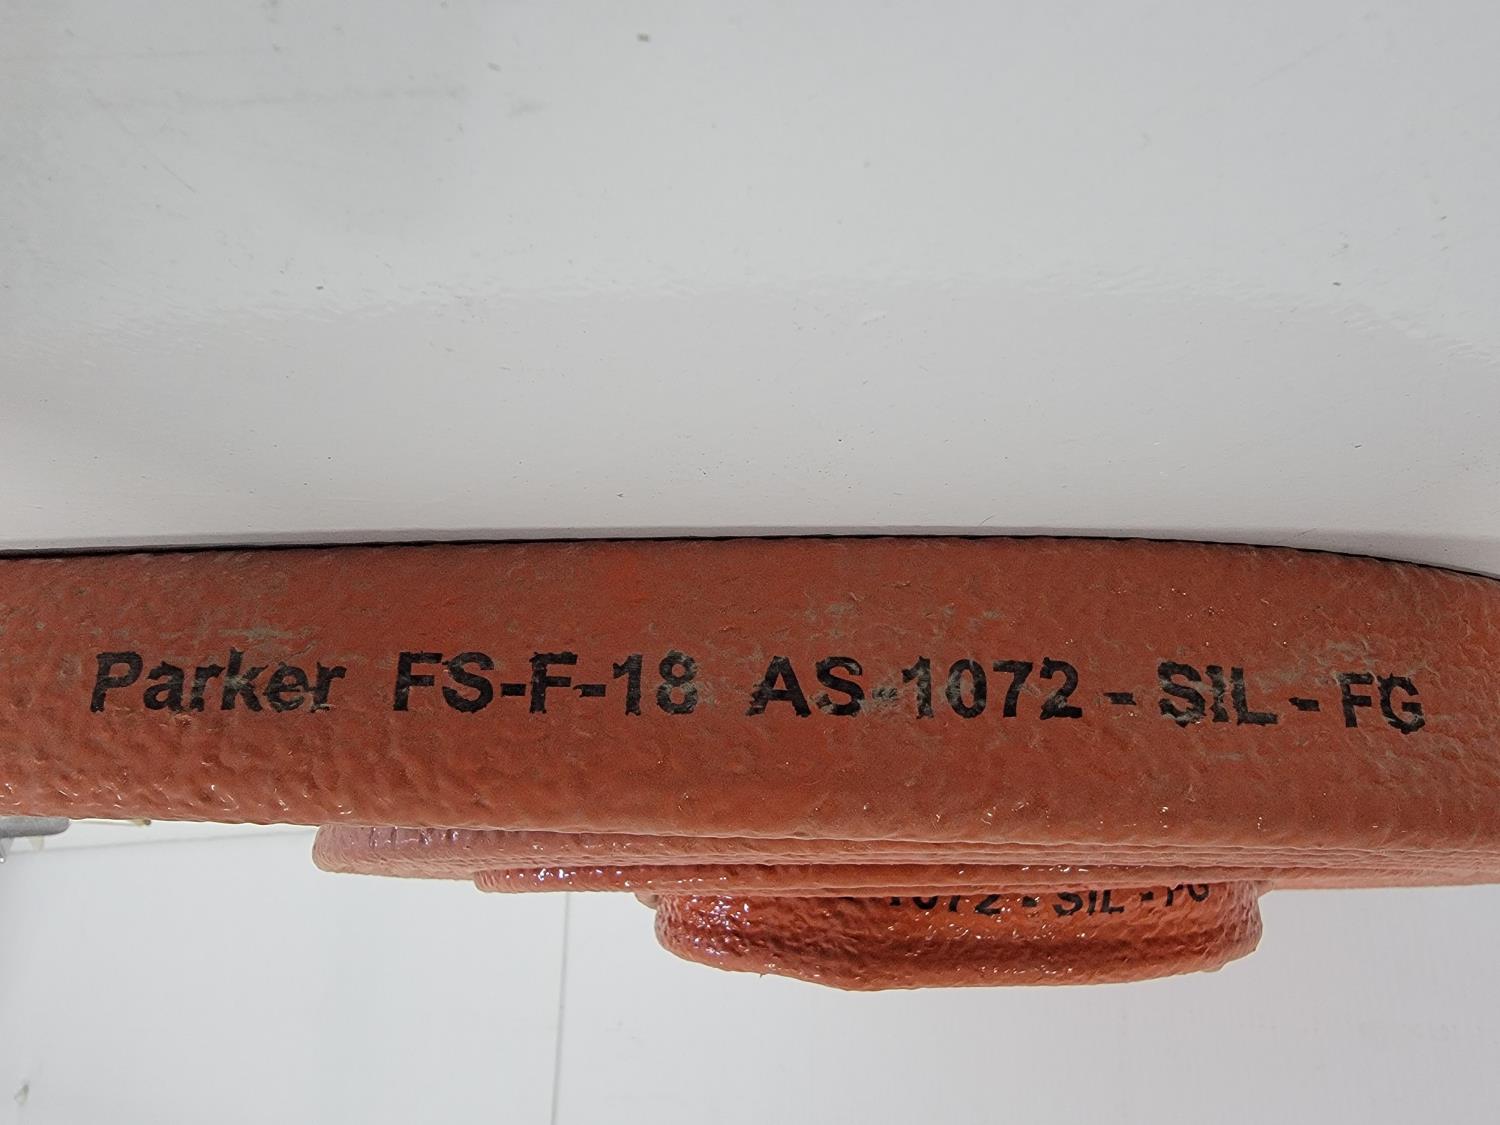 Parker FS-F-18 AS-1072 - SIL - FG
1072 - SIL - FG